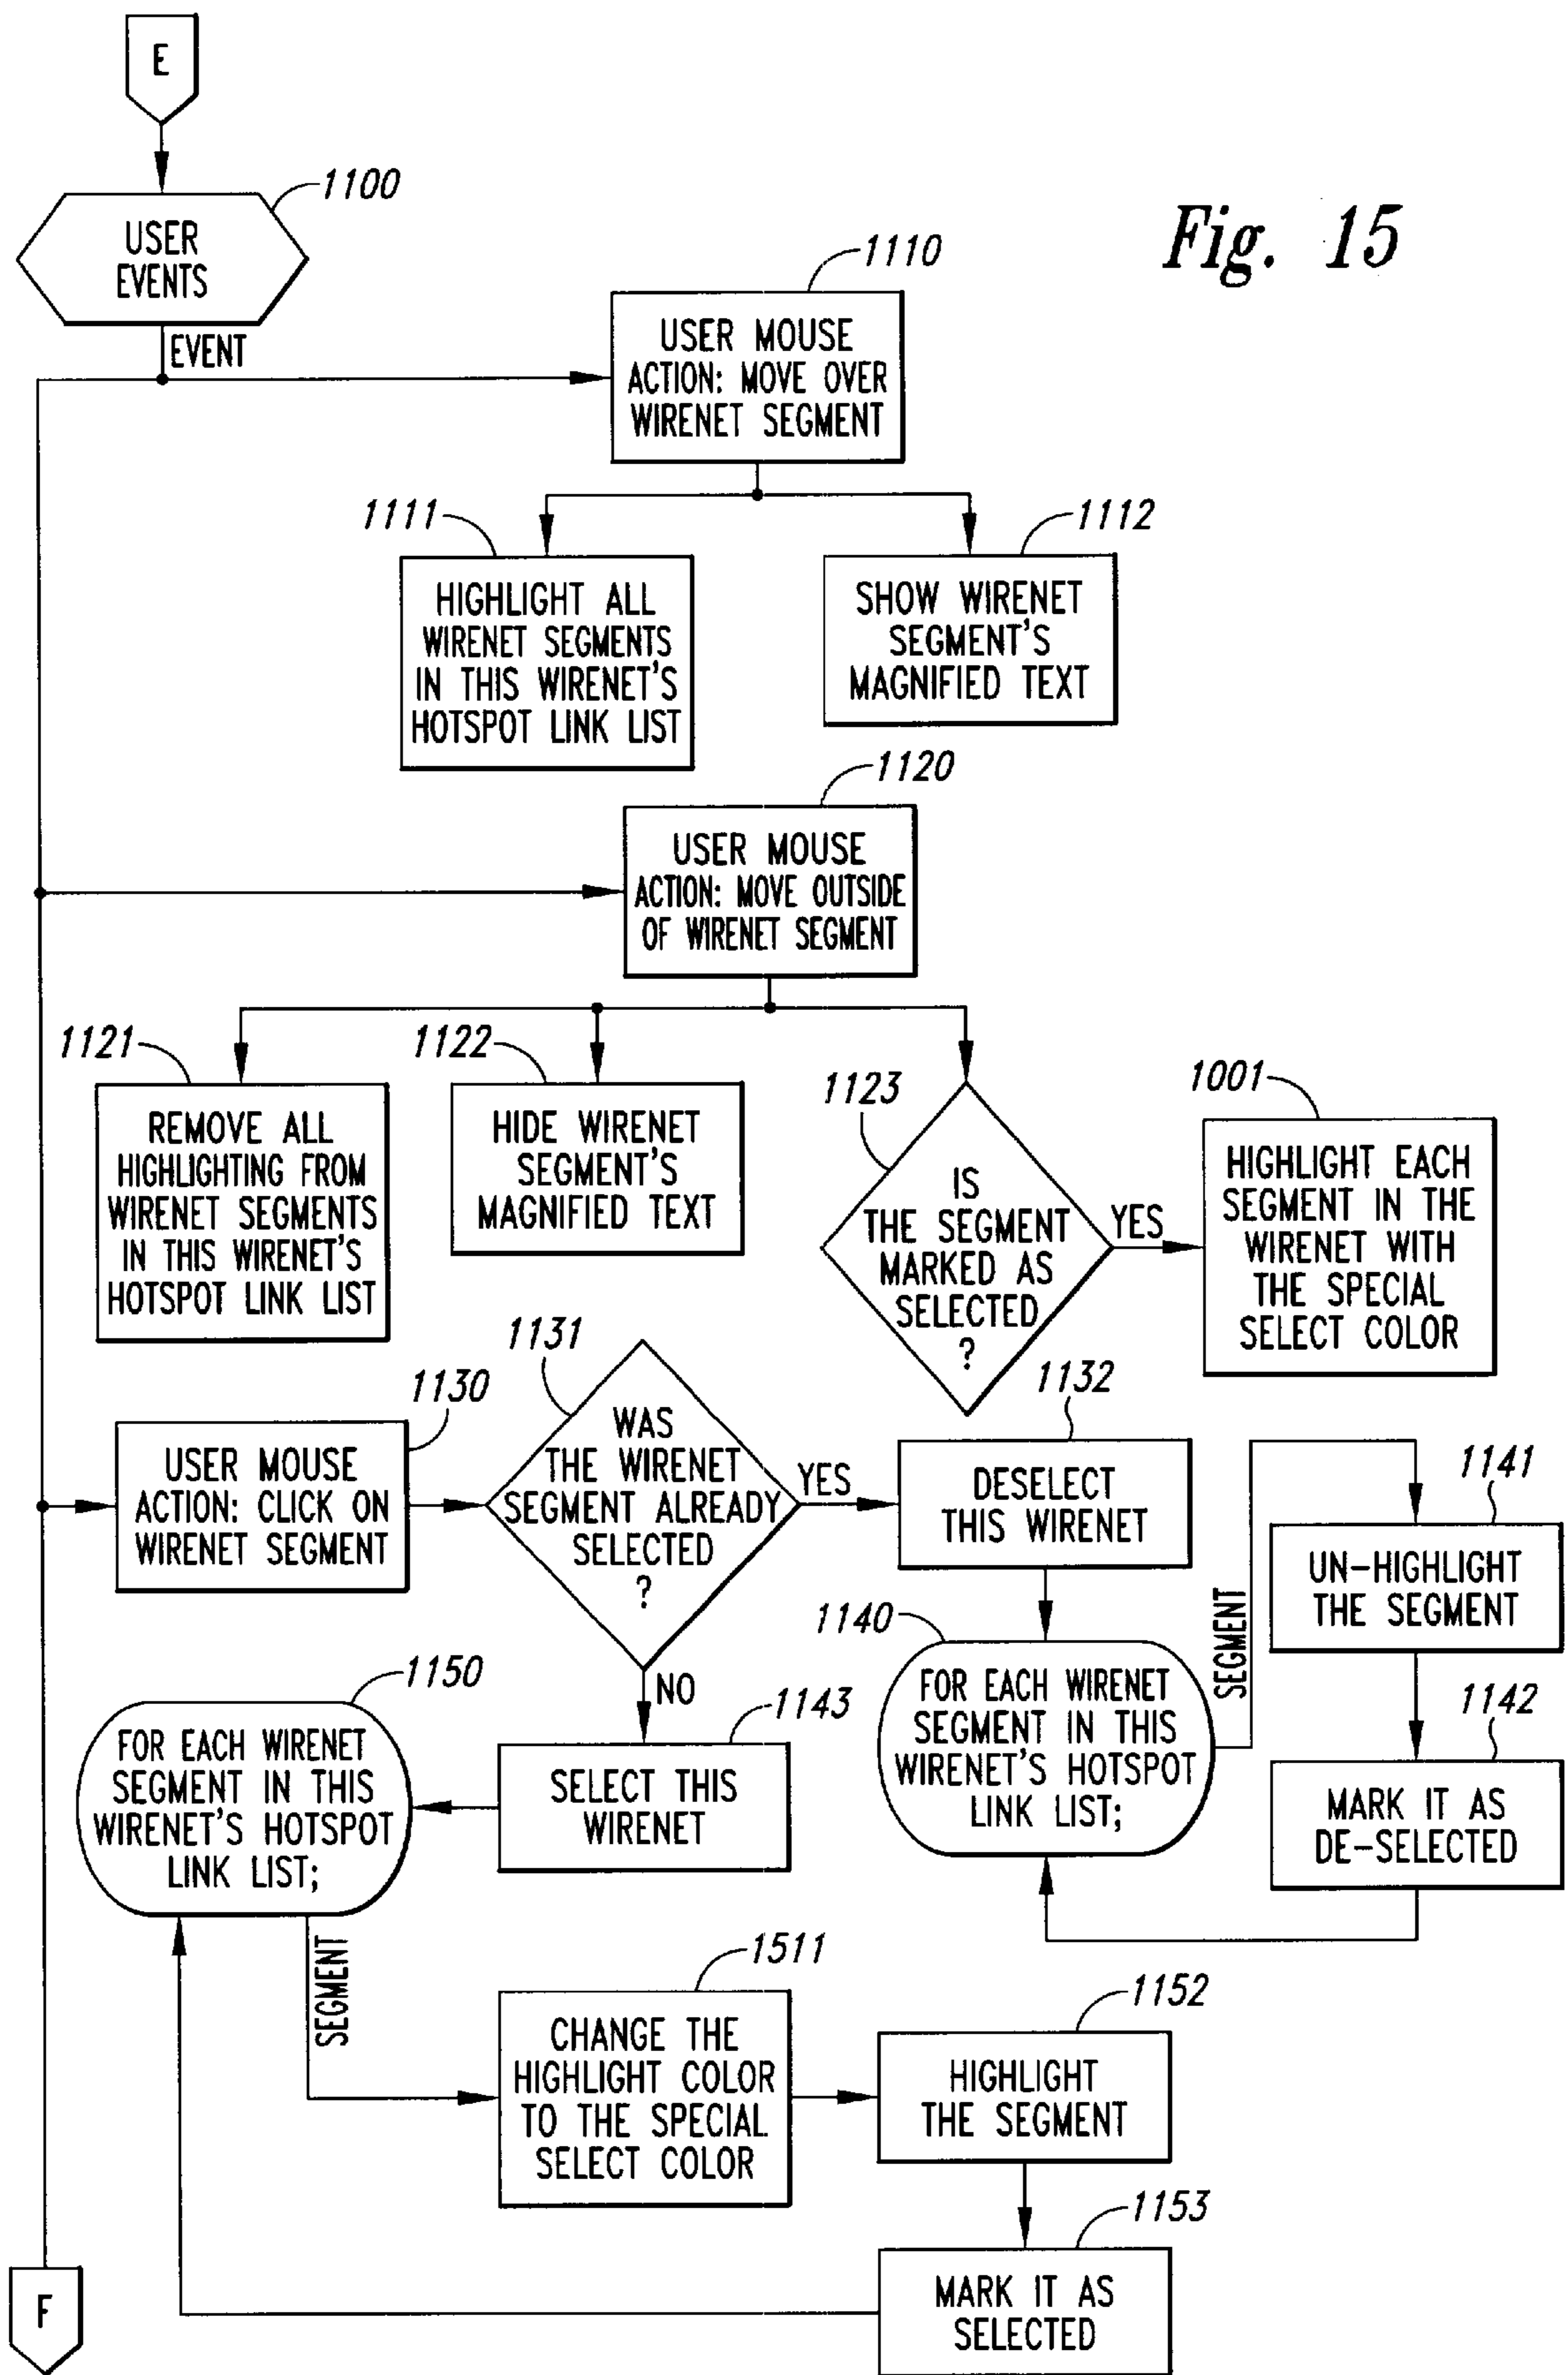 E
1100
USER
EVENTS
EVENT
Fig. 15
1110
USER MOUSE
ACTION: MOVE OVER
WIRENET SEGMENT
1111
HIGHLIGHT ALL
WIRENET SEGMENTS
IN THIS WIRENET'S
HOTSPOT LINK LIST
1112
SHOW WIRENET
SEGMENT'S
MAGNIFIED TEXT
1120
USER MOUSE
ACTION: MOVE OUTSIDE
OF WIRENET SEGMENT
1121
REMOVE ALL
HIGHLIGHTING FROM
WIRENET SEGMENTS
IN THIS WIRENET'S
HOTSPOT LINK LIST
1122
HIDE WIRENET
SEGMENT'S
MAGNIFIED TEXT
1123
IS
THE SEGMENT
MARKED AS
SELECTED
?
YES
1001
HIGHLIGHT EACH
SEGMENT IN THE
WIRENET WITH
THE SPECIAL
SELECT COLOR
1130
USER MOUSE
ACTION: CLICK ON
WIRENET SEGMENT
1131
WAS
THE WIRENET
SEGMENT ALREADY
SELECTED
?
YES
1132
DESELECT
THIS WIRENET
1140
FOR EACH WIRENET
SEGMENT IN THIS
WIRENET'S HOTSPOT
LINK LIST;
SEGMENT
1141
UN-HIGHLIGHT
THE SEGMENT
1142
MARK IT AS
DE-SELECTED
NO
1143
SELECT THIS
WIRENET
1150
FOR EACH WIRENET
SEGMENT IN THIS
WIRENET'S HOTSPOT
LINK LIST;
SEGMENT
1511
CHANGE THE
HIGHLIGHT COLOR
TO THE SPECIAL
SELECT COLOR
1152
HIGHLIGHT
THE SEGMENT
1153
MARK IT AS
SELECTED
F